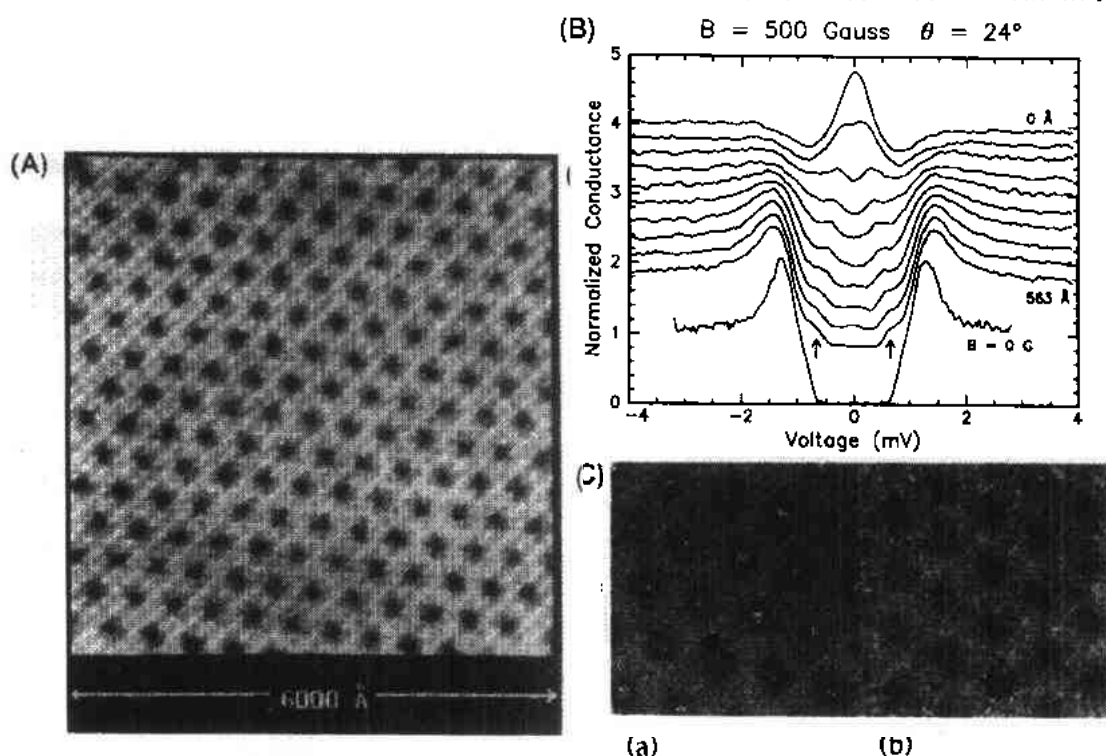 (A)
6000 Å
(B)
B = 500 Gauss θ = 24°
Normalized Conductance
5
4
3
2
1
0
0 Å
563 Å
B = 0 G
−4
−2
0
2
4
Voltage (mV)
(C)
(a)
(b)